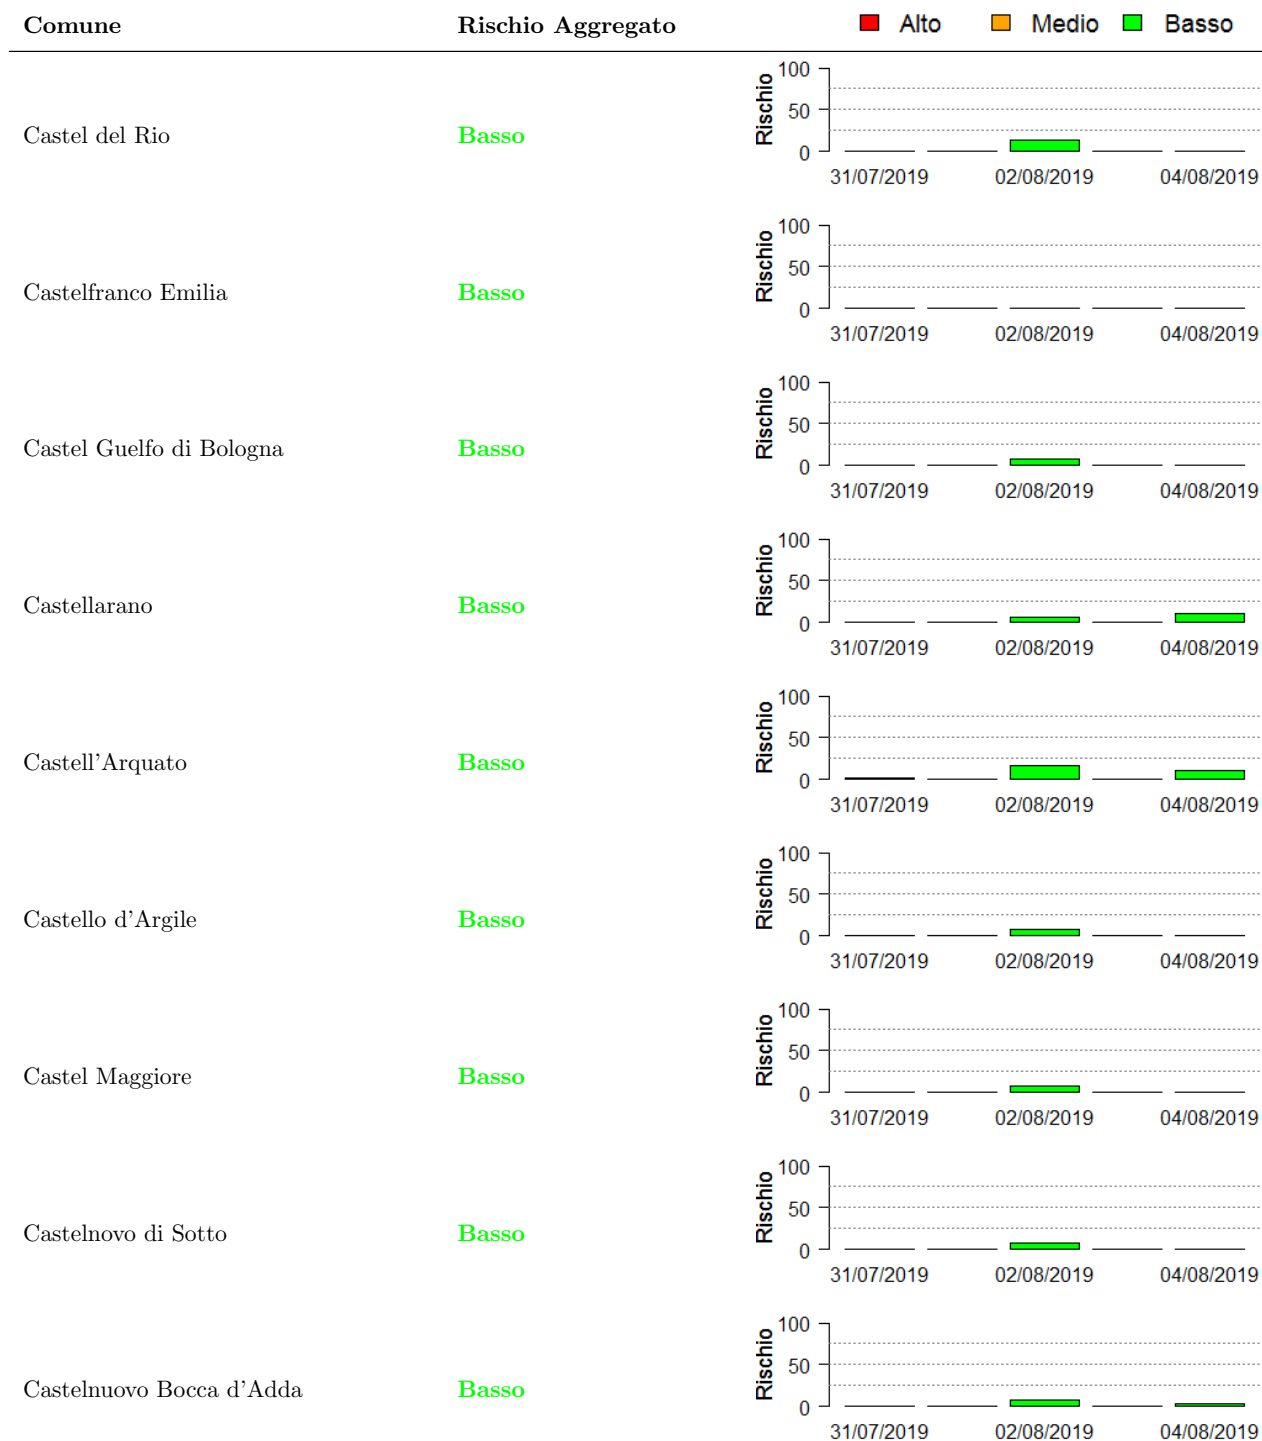 Comune Rischio Aggregato Alto Medio Basso
Castel del Rio Basso Rischio 100 50 0
31/07/2019 02/08/2019 04/08/2019
Castelfranco Emilia Basso Rischio 100 50 0
31/07/2019 02/08/2019 04/08/2019
Castel Guelfo di Bologna Basso Rischio 100 50 0
31/07/2019 02/08/2019 04/08/2019
Castellarano Basso Rischio 100 50 0
31/07/2019 02/08/2019 04/08/2019
Castell'Arquato Basso Rischio 100 50 0
31/07/2019 02/08/2019 04/08/2019
Castello d'Argile Basso Rischio 100 50 0
31/07/2019 02/08/2019 04/08/2019
Castel Maggiore Basso Rischio 100 50 0
31/07/2019 02/08/2019 04/08/2019
Castelnovo di Sotto Basso Rischio 100 50 0
31/07/2019 02/08/2019 04/08/2019
Castelnuovo Bocca d'Adda Basso Rischio 100 50 0
31/07/2019 02/08/2019 04/08/2019